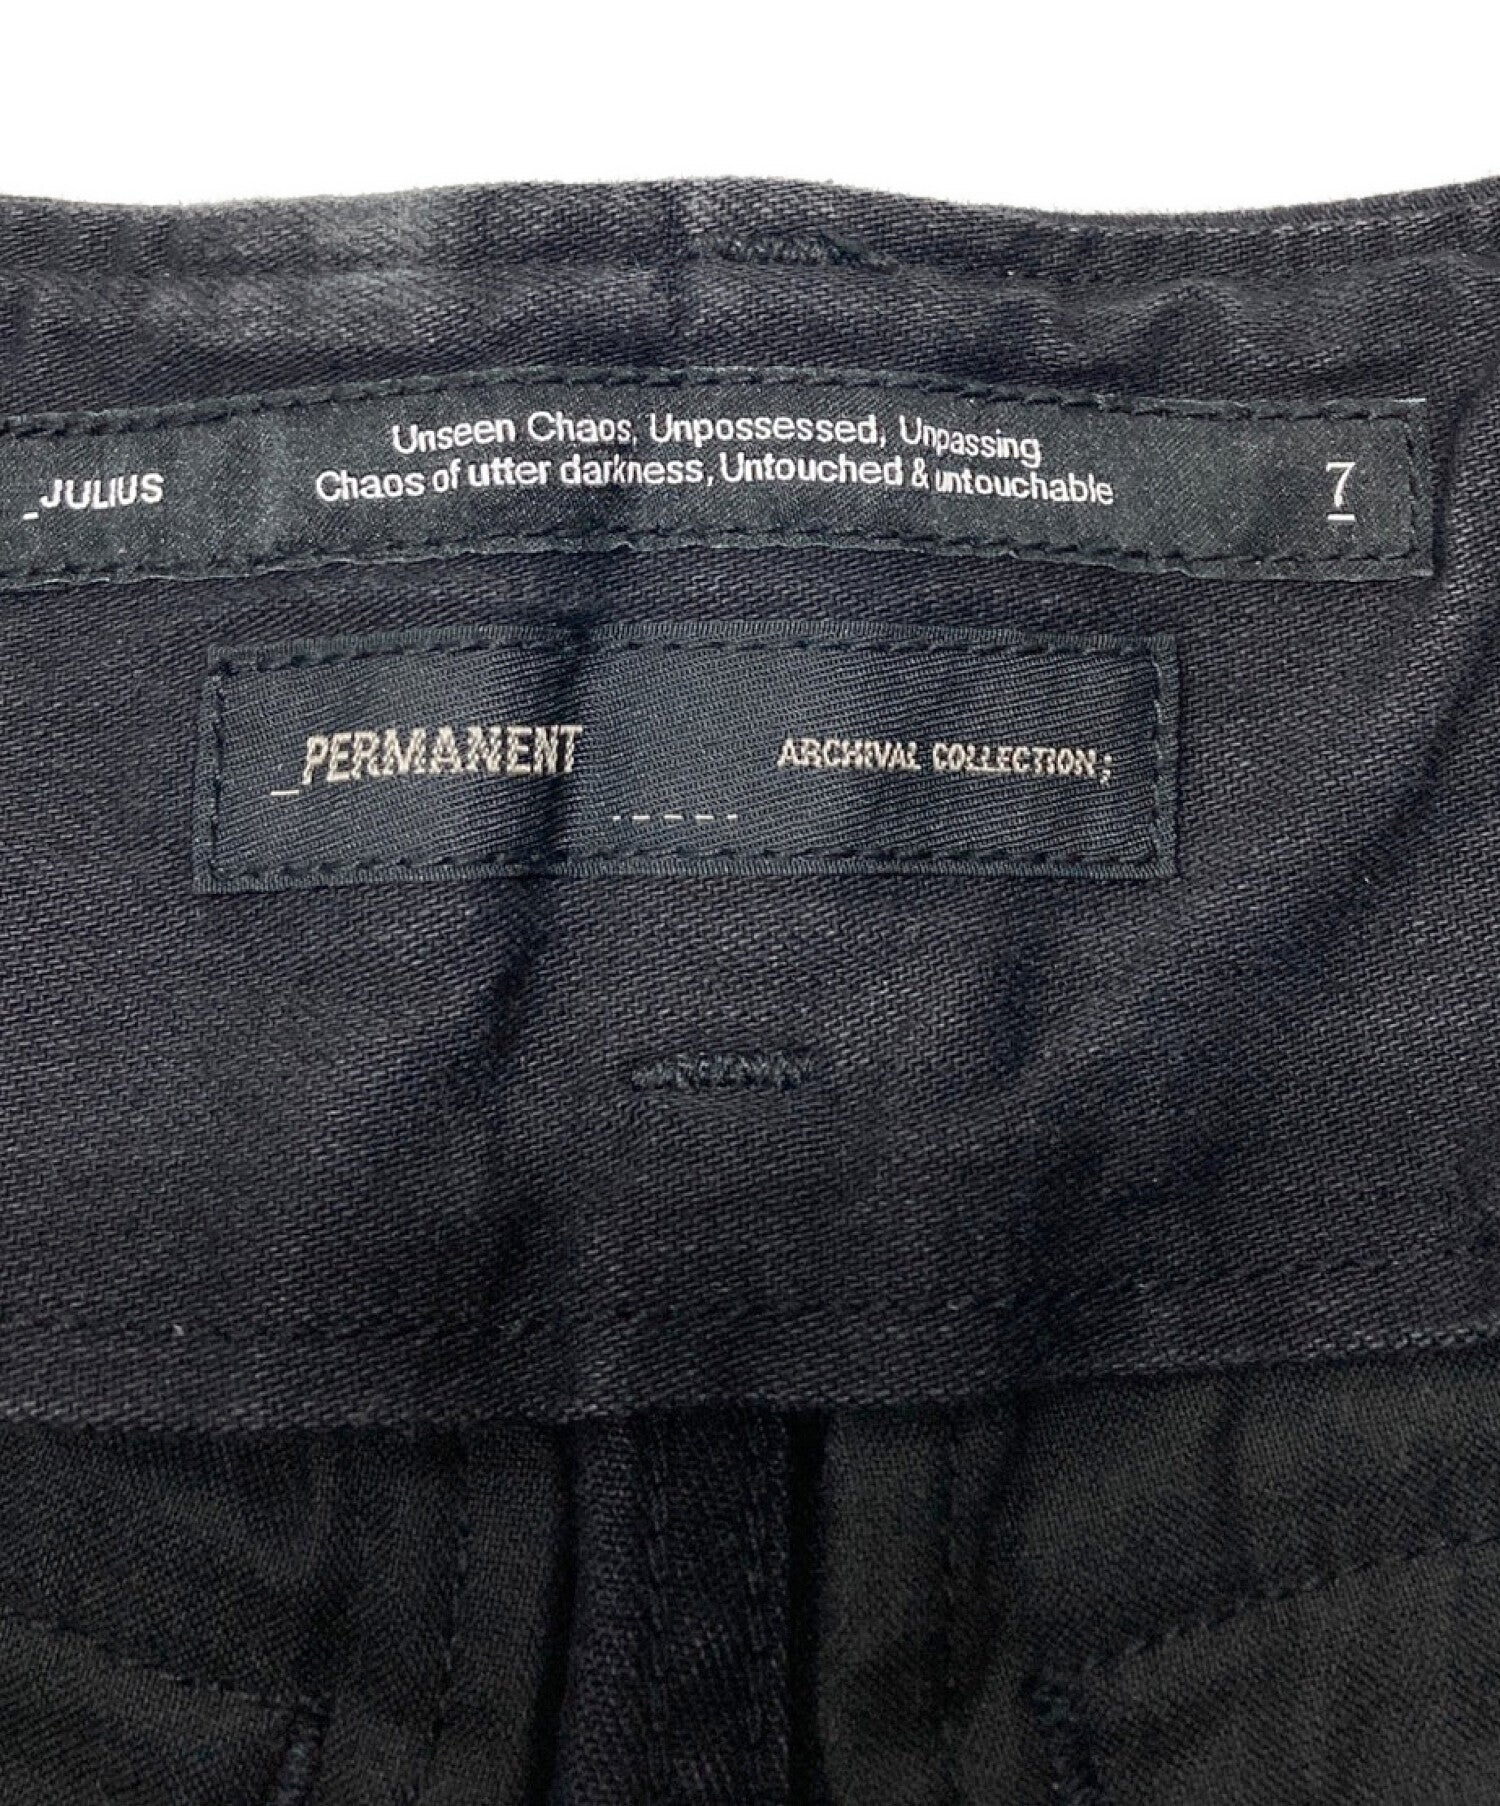 _JULIUS
Unseen Chaos, Unpossessed, Unpassing
Chaos of utter darkness, Untouched & untouchable
7
_PERMANENT
-----
ARCHIVAL COLLECTION;